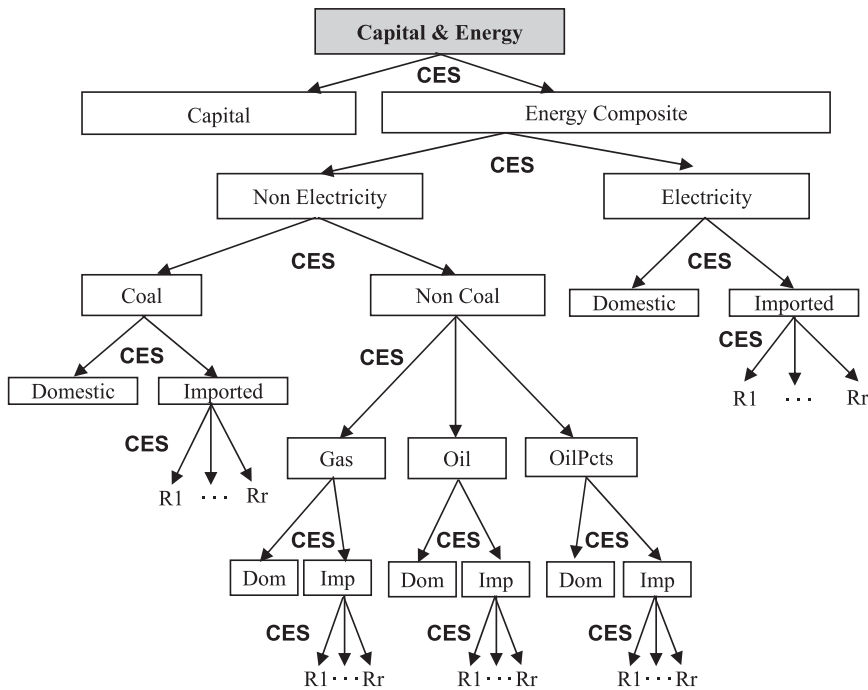 Capital & Energy
CES
Capital
Energy Composite
CES
Non Electricity
Electricity
CES
CES
Coal
Non Coal
Domestic
Imported
CES
CES
CES
Domestic
Imported
R1 ··· Rr
CES
Gas
Oil
OilPcts
R1 ··· Rr
CES
CES
CES
Dom
Imp
Dom
Imp
Dom
Imp
CES
CES
CES
R1 ··· Rr
R1 ··· Rr
R1 ··· Rr